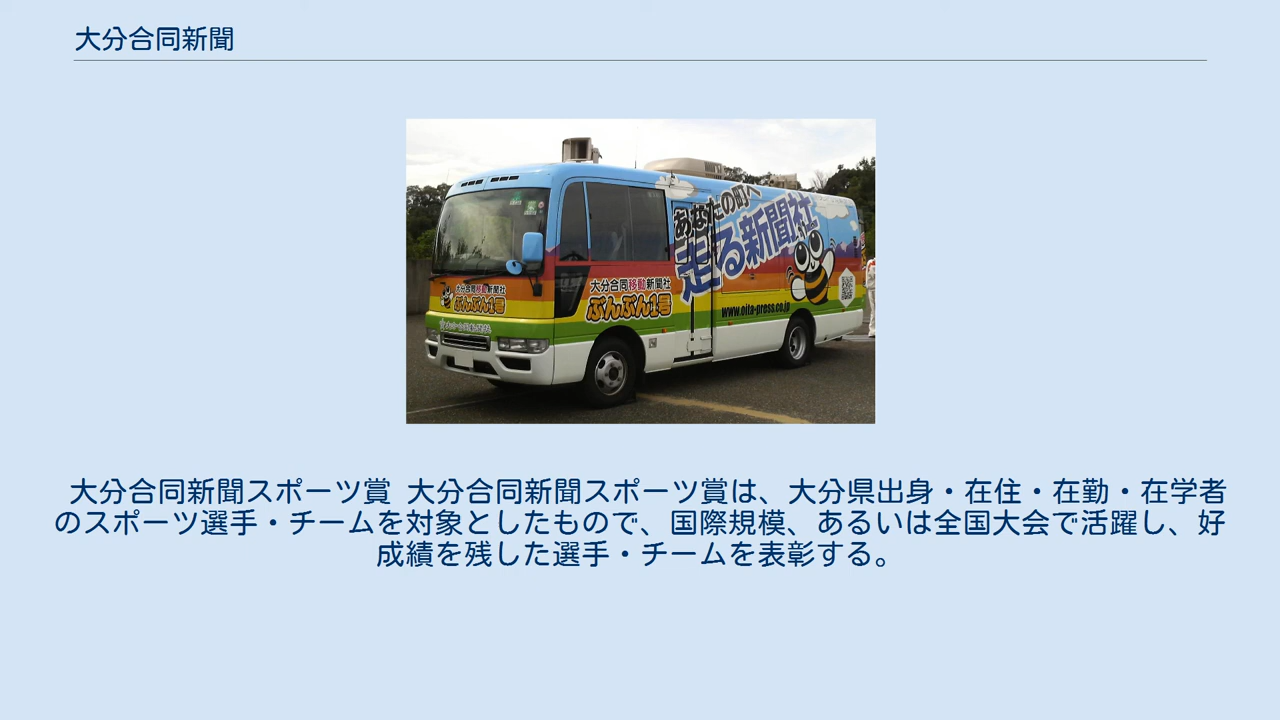 大分合同新聞
あなたの町へ
走る新聞社
大分合同移動新聞社
ぶんぶん1号
大分合同移動新聞社
ぶんぶん1号
www.oita-press.co.jp
大分合同新聞スポーツ賞 大分合同新聞スポーツ賞は、大分県出身・在住・在勤・在学者
のスポーツ選手・チームを対象としたもので、国際規模、あるいは全国大会で活躍し、好
成績を残した選手・チームを表彰する。